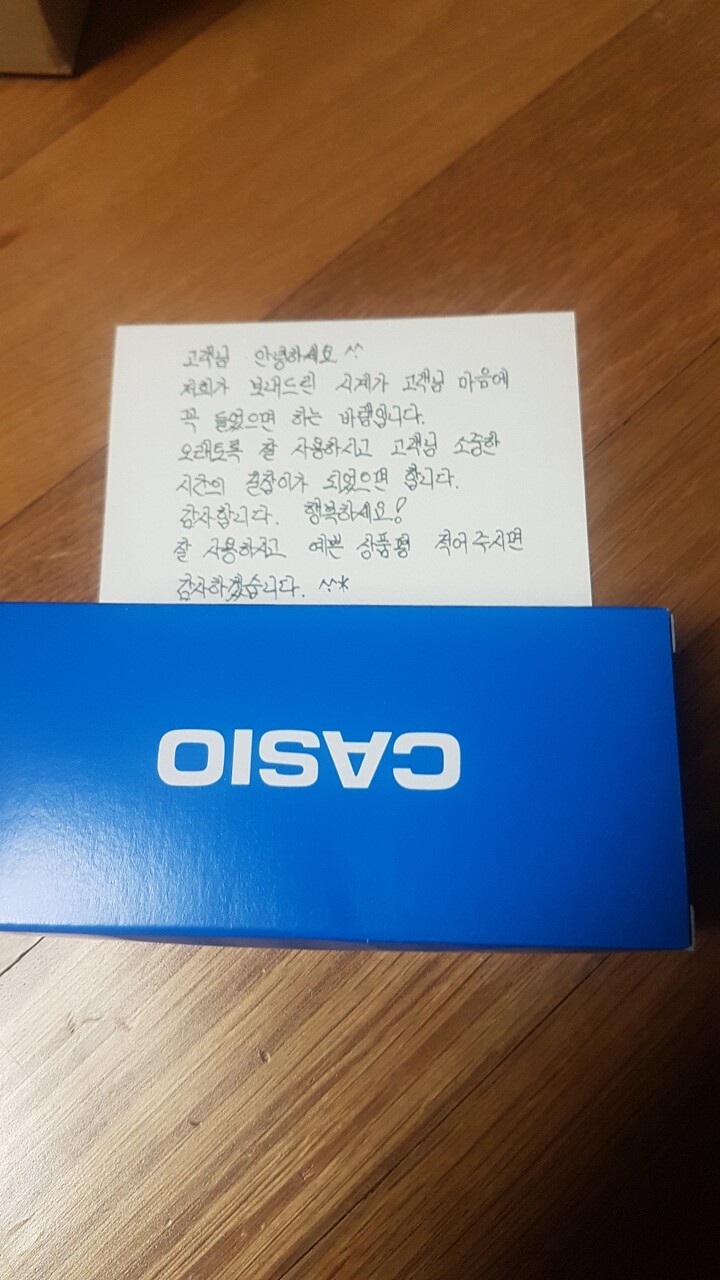 고객님 안녕하세요 ^^
저희가 보내드린 시계가 고객님 마음에
꼭 들었으면 하는 바램입니다.
오래토록 잘 사용하시고 고객님 소중한
시간의 길잡이가 되었으면 합니다.
감사합니다. 행복하세요!
잘 사용하시고 예쁜 상품평 적어주시면
감사하겠습니다. ^^*
CASIO